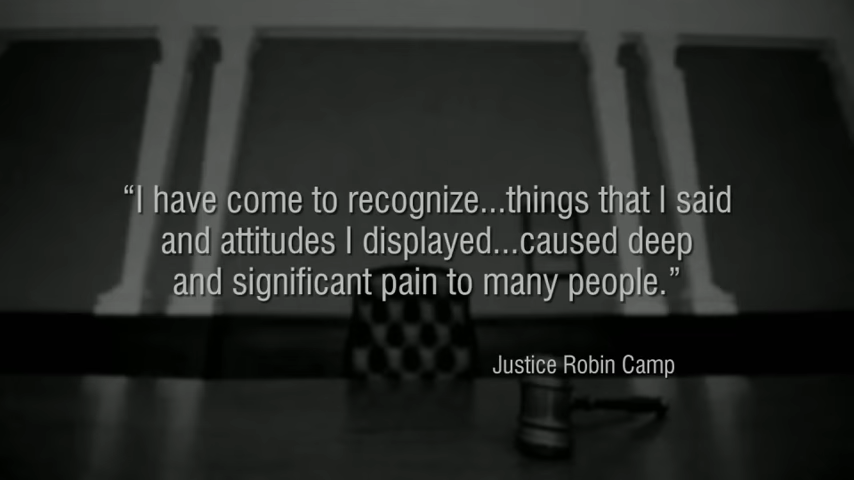 “I have come to recognize...things that I said
and attitudes I displayed...caused deep
and significant pain to many people.”
Justice Robin Camp